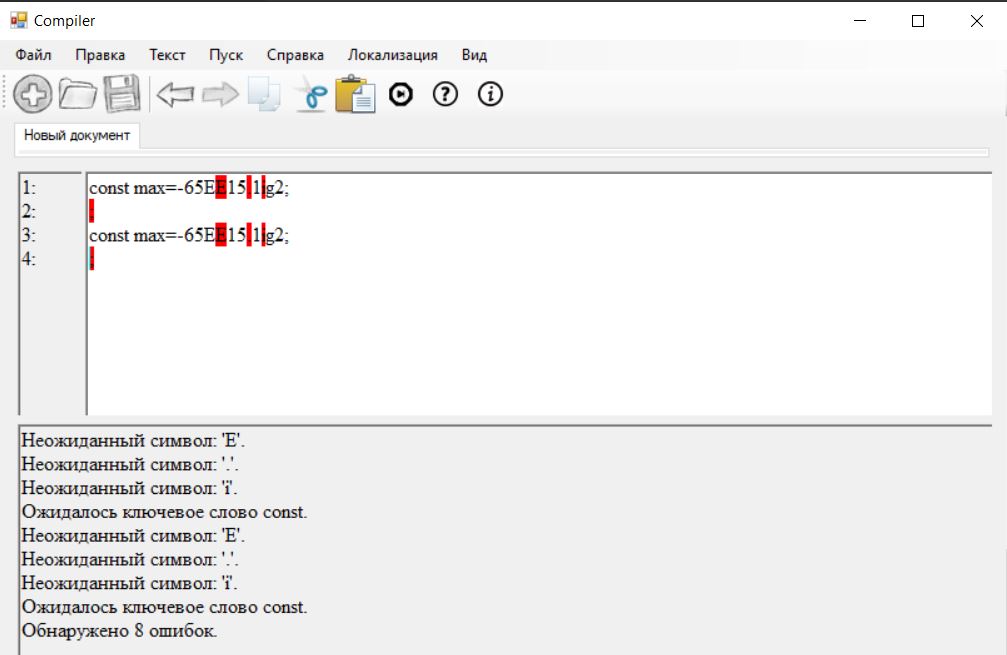 Compiler
Файл Правка Текст Пуск Справка Локализация Вид
Новый документ
1: const max=-65EE15.1ig2;
2:
3: const max=-65EE15.1ig2;
4:
Неожиданный символ: 'E'.
Неожиданный символ: '.'.
Неожиданный символ: 'i'.
Ожидалось ключевое слово const.
Неожиданный символ: 'E'.
Неожиданный символ: '.'.
Неожиданный символ: 'i'.
Ожидалось ключевое слово const.
Обнаружено 8 ошибок.